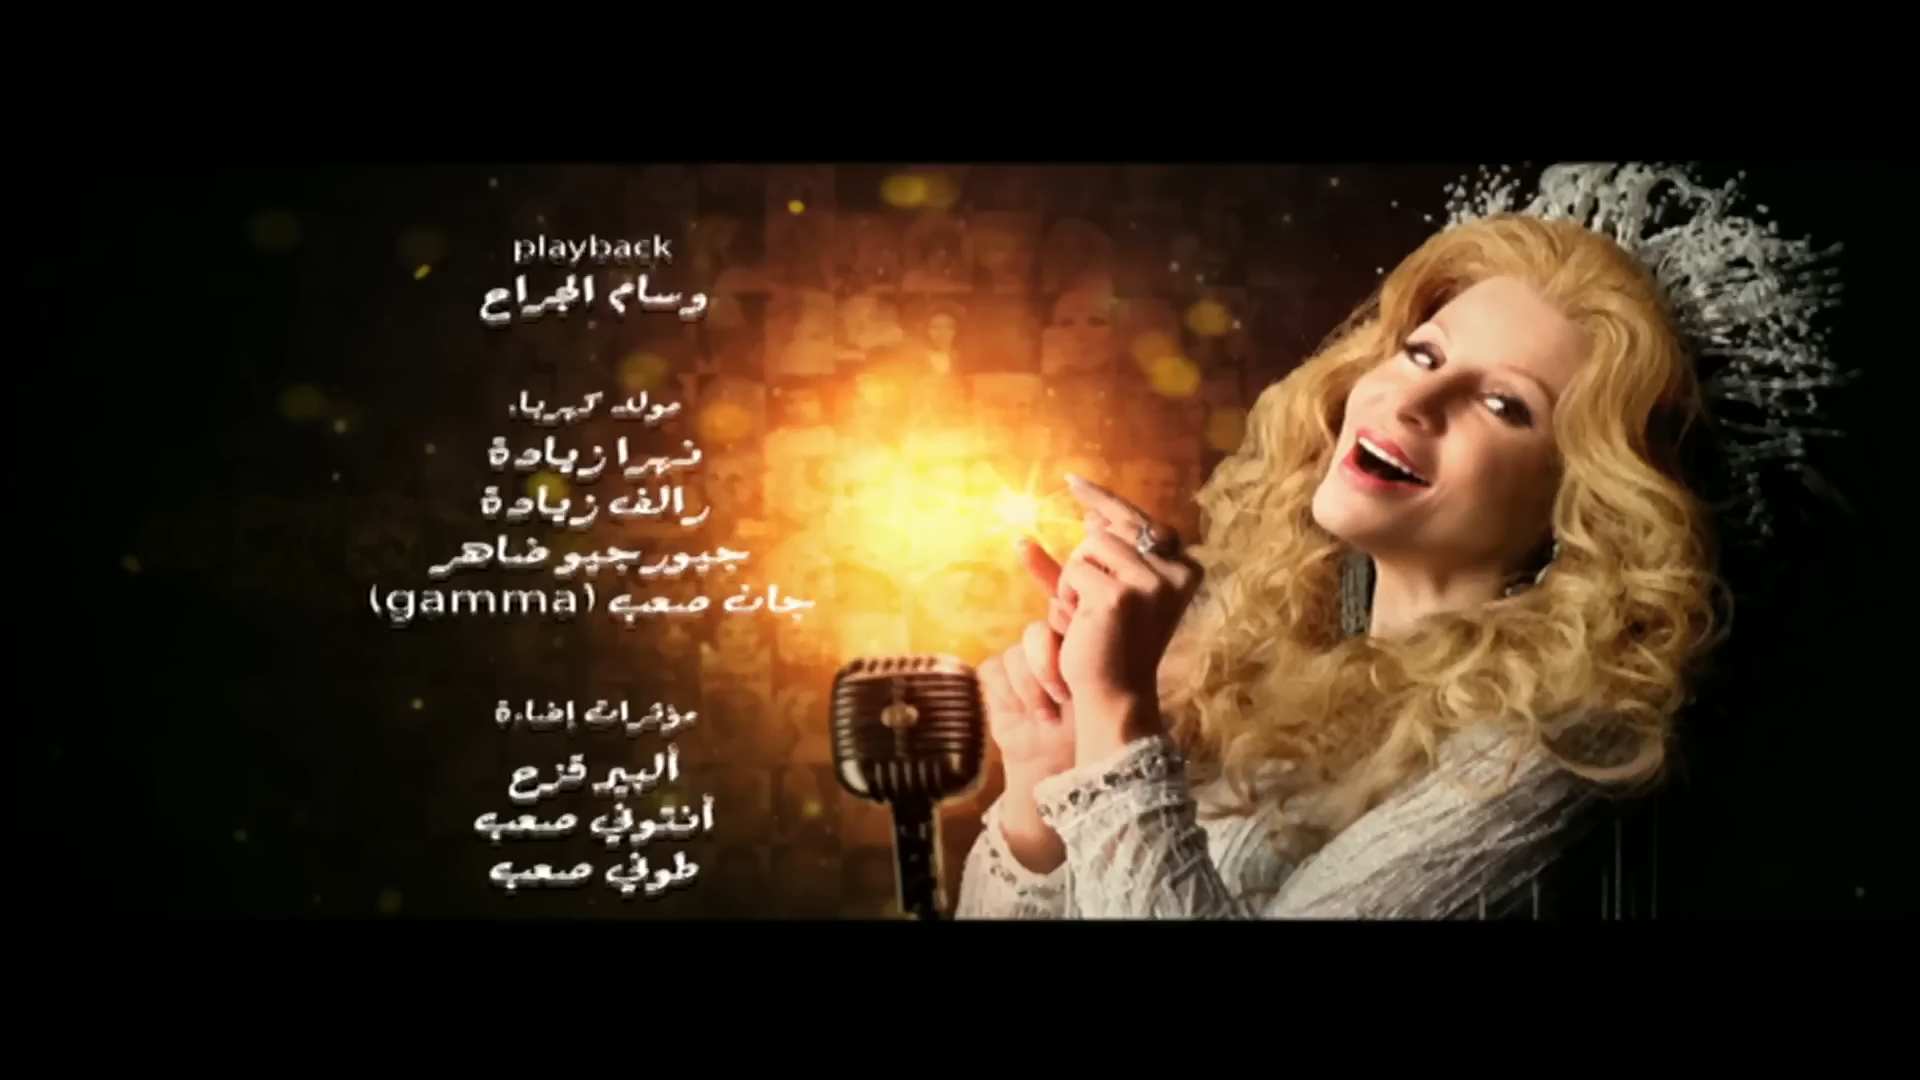 playback
وسام الجراح
مولد كهرباء
نهرا زيادة
رالف زيادة
جيورجيو ضاهر
جان صعب (gamma)
مؤثرات إضاءة
ألبير قزح
أنتوني صعب
طوني صعب